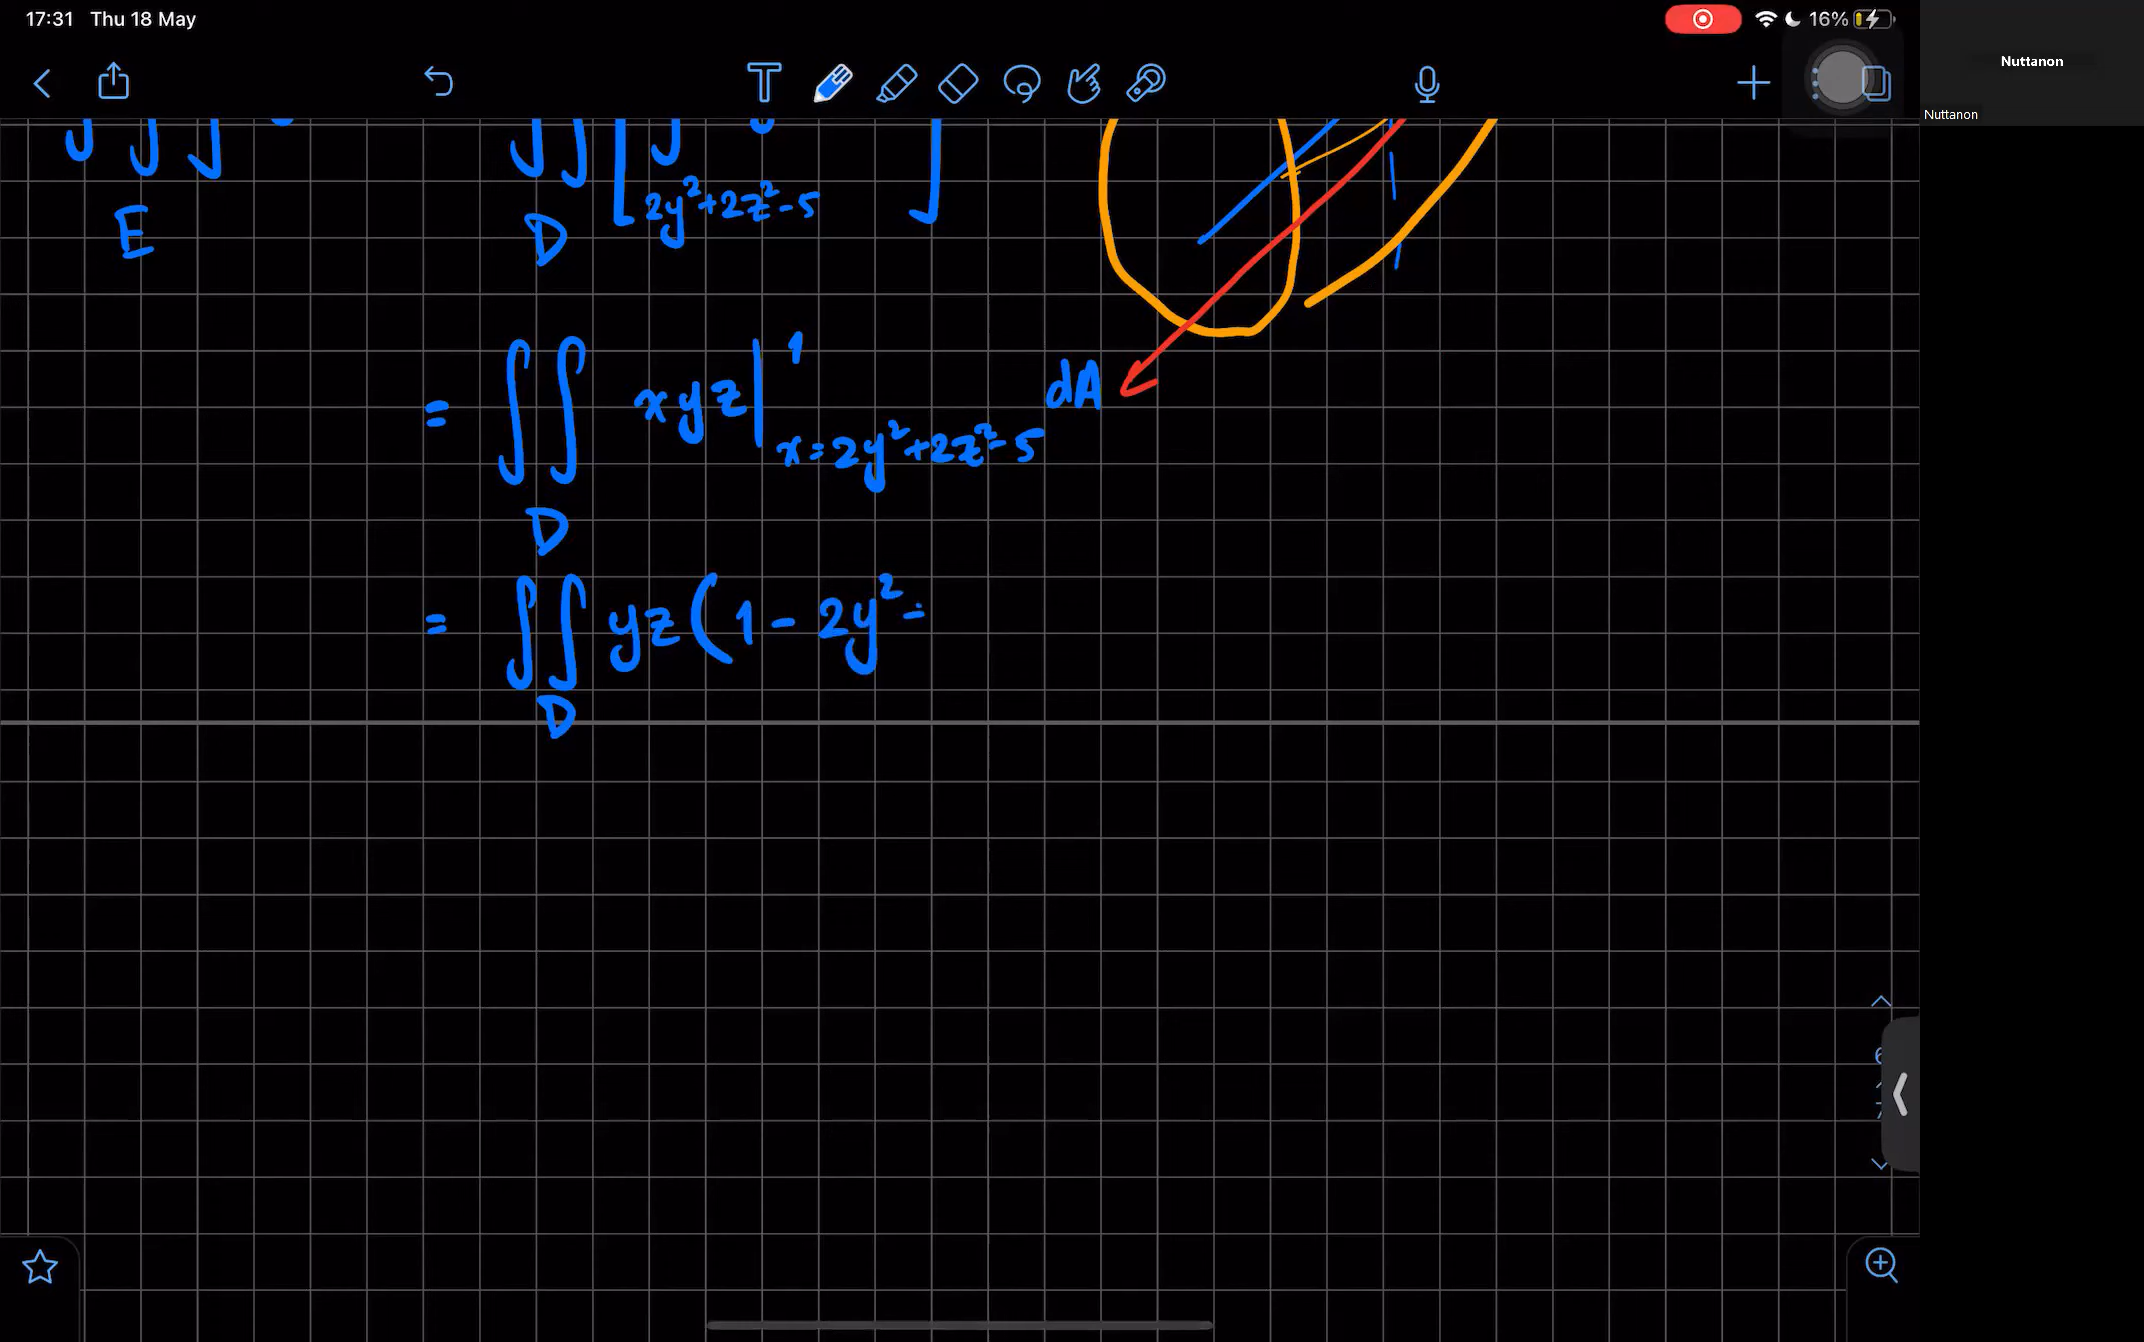 17:31 Thu 18 May
16%
Nuttanon
Nuttanon
∫∫∫ ∫∫[∫
2y²+2z²-5 ]
E D
= ∫∫ xyz|¹ dA
x=2y²+2z²-5
D
= ∫∫ yz(1-2y²-
D